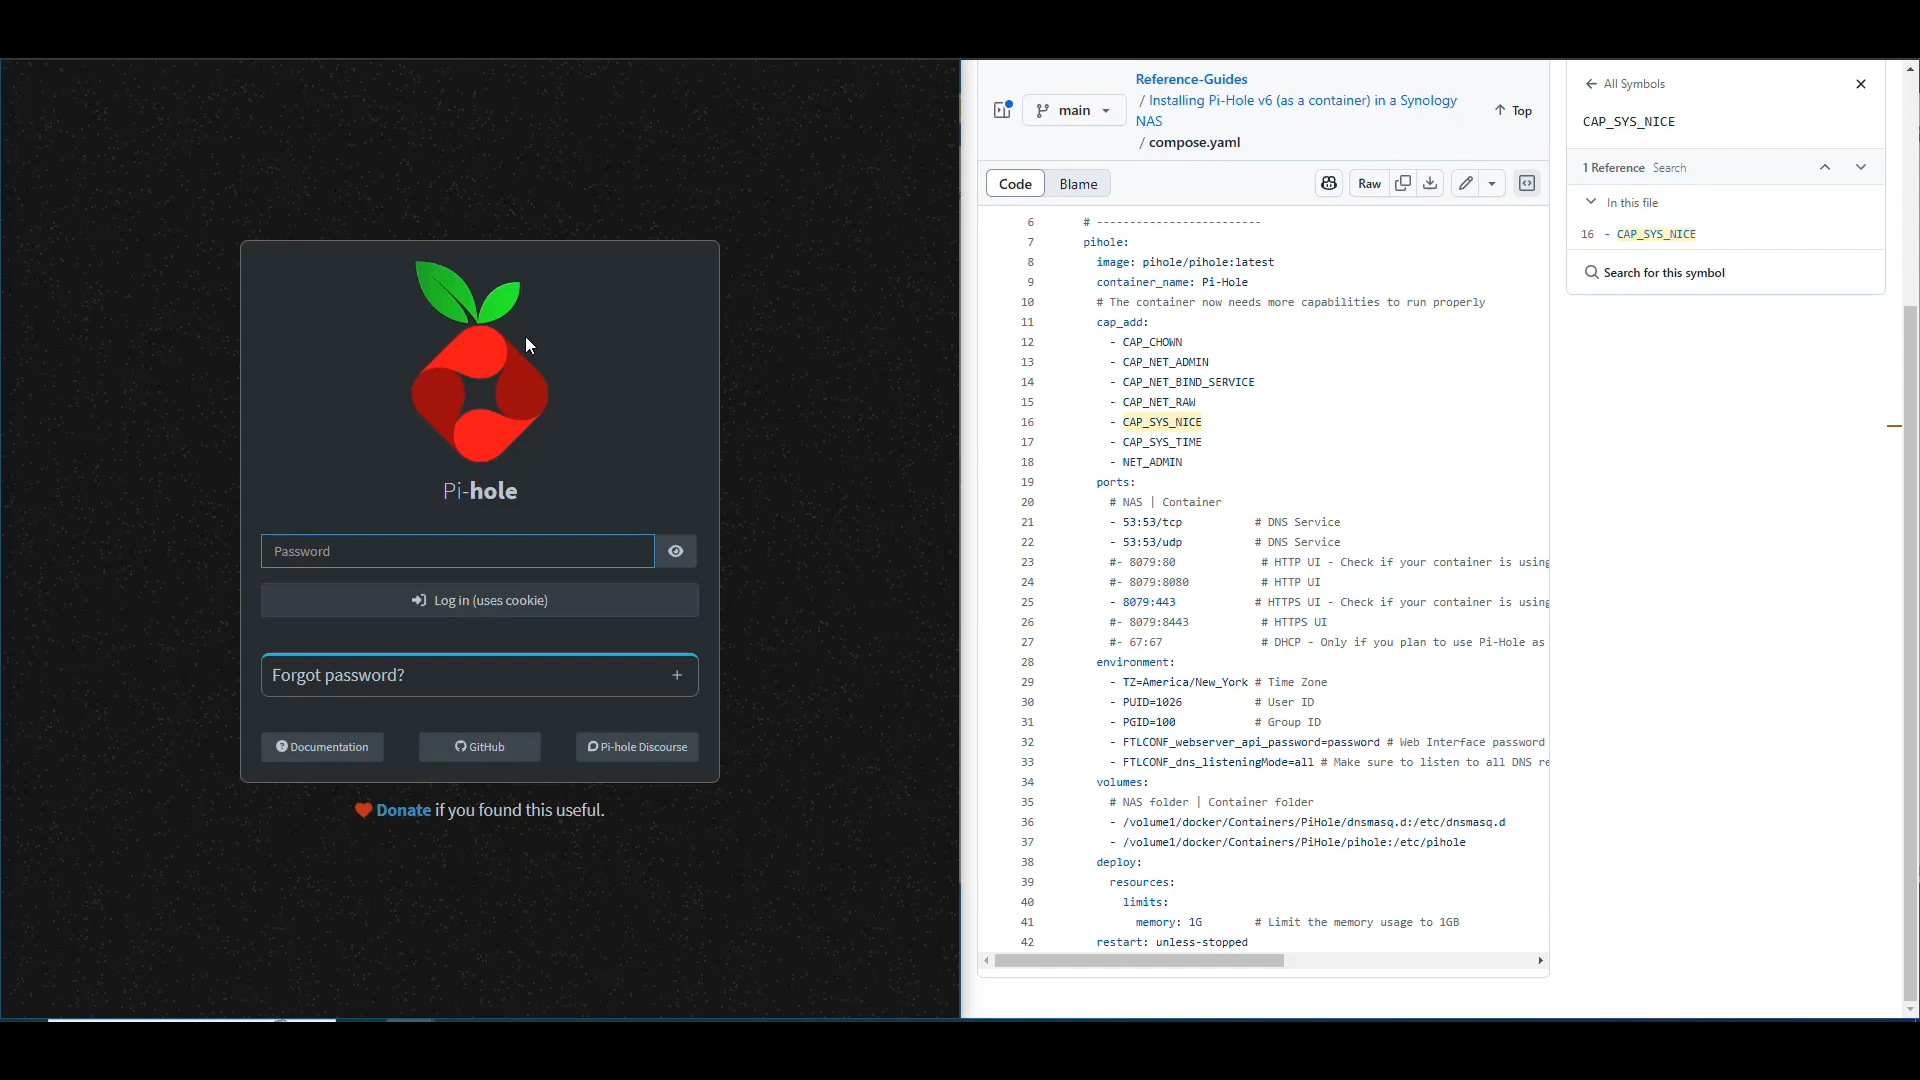 Pi-hole
Password
Log in (uses cookie)
Forgot password?
+
Documentation
GitHub
Pi-hole Discourse
Donate if you found this useful.
Reference-Guides
/ Installing Pi-Hole v6 (as a container) in a Synology
NAS
/ compose.yaml
main
Top
Code
Blame
Raw
6 # -------------------------
7 pihole:
8 image: pihole/pihole:latest
9 container_name: Pi-Hole
10 # The container now needs more capabilities to run properly
11 cap_add:
12 - CAP_CHOWN
13 - CAP_NET_ADMIN
14 - CAP_NET_BIND_SERVICE
15 - CAP_NET_RAW
16 - CAP_SYS_NICE
17 - CAP_SYS_TIME
18 - NET_ADMIN
19 ports:
20 # NAS | Container
21 - 53:53/tcp # DNS Service
22 - 53:53/udp # DNS Service
23 #- 8079:80 # HTTP UI - Check if your container is using
24 #- 8079:8080 # HTTP UI
25 - 8079:443 # HTTPS UI - Check if your container is using
26 #- 8079:8443 # HTTPS UI
27 #- 67:67 # DHCP - Only if you plan to use Pi-Hole as
28 environment:
29 - TZ=America/New_York # Time Zone
30 - PUID=1026 # User ID
31 - PGID=100 # Group ID
32 - FTLCONF_webserver_api_password=password # Web Interface password
33 - FTLCONF_dns_listeningMode=all # Make sure to listen to all DNS re
34 volumes:
35 # NAS folder | Container folder
36 - /volume1/docker/Containers/PiHole/dnsmasq.d:/etc/dnsmasq.d
37 - /volume1/docker/Containers/PiHole/pihole:/etc/pihole
38 deploy:
39 resources:
40 limits:
41 memory: 1G # Limit the memory usage to 1GB
42 restart: unless-stopped
All Symbols
CAP_SYS_NICE
1 Reference Search
In this file
16 - CAP_SYS_NICE
Search for this symbol